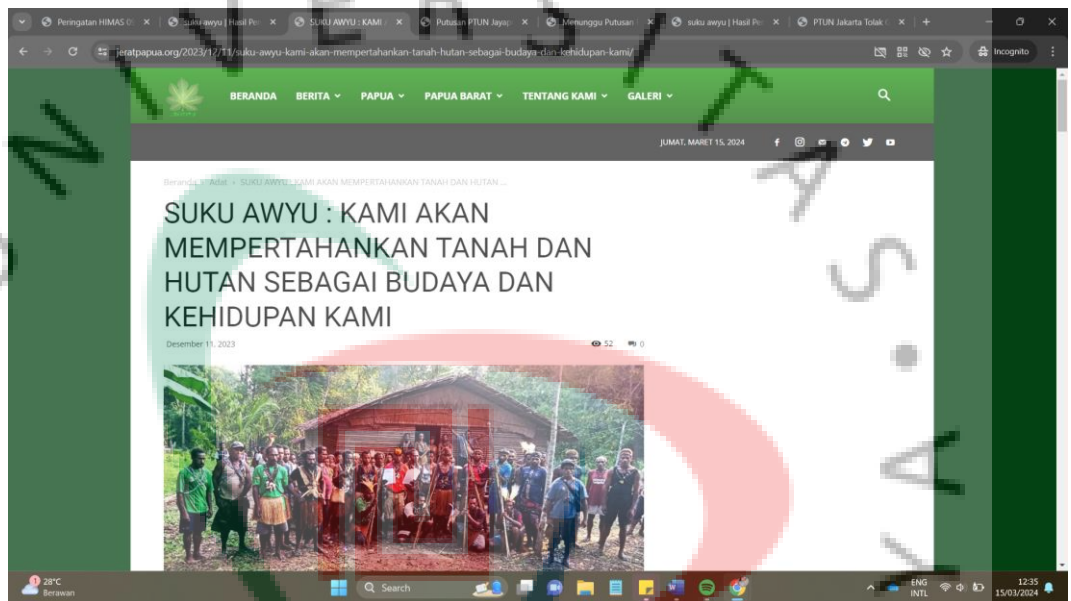 Peringatan HIMAS
suku awyu | Hasil Pe
SUKU AWYU : KAMI
Putusan PTUN Jayap
Menunggu Putusan
suku awyu | Hasil Pe
PTUN Jakarta Tolak
jeratpapua.org/2023/12/11/suku-awyu-kami-akan-mempertahankan-tanah-hutan-sebagai-budaya-dan-kehidupan-kami/
Incognito
BERANDA BERITA PAPUA PAPUA BARAT TENTANG KAMI GALERI
JUMAT, MARET 15, 2024
Beranda Adat SUKU AWYU : KAMI AKAN MEMPERTAHANKAN TANAH DAN HUTAN ...
SUKU AWYU : KAMI AKAN
MEMPERTAHANKAN TANAH DAN
HUTAN SEBAGAI BUDAYA DAN
KEHIDUPAN KAMI
Desember 11, 2023 52 0
28°C
Berawan
1
Search
ENG
INTL
12:35
15/03/2024